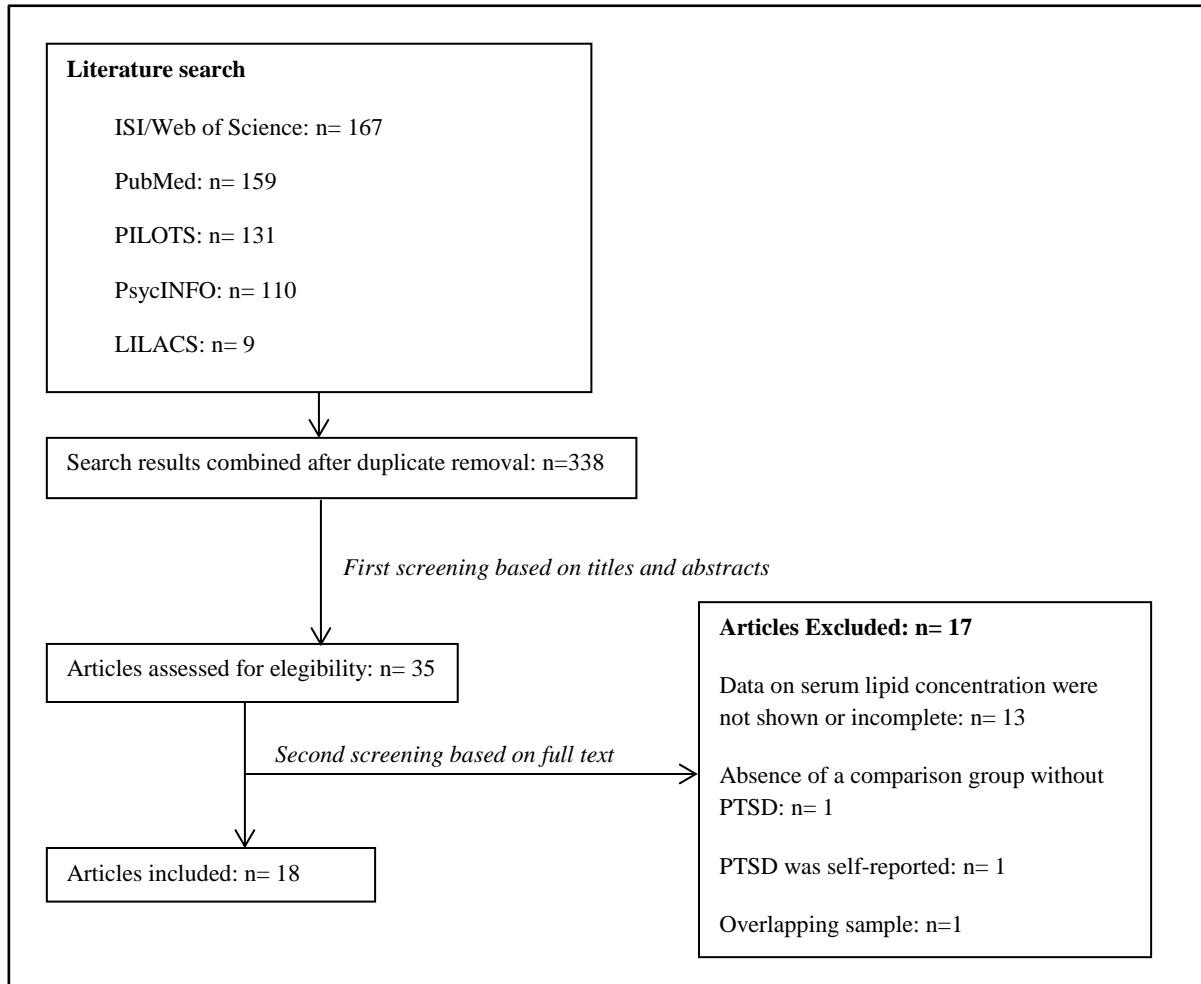 Literature search
ISI/Web of Science: n= 167
PubMed: n= 159
PILOTS: n= 131
PsycINFO: n= 110
LILACS: n= 9
Search results combined after duplicate removal: n=338
First screening based on titles and abstracts
Articles assessed for elegibility: n= 35
Second screening based on full text
Articles Excluded: n= 17
Data on serum lipid concentration were
not shown or incomplete: n= 13
Absence of a comparison group without
PTSD: n= 1
PTSD was self-reported: n= 1
Overlapping sample: n=1
Articles included: n= 18